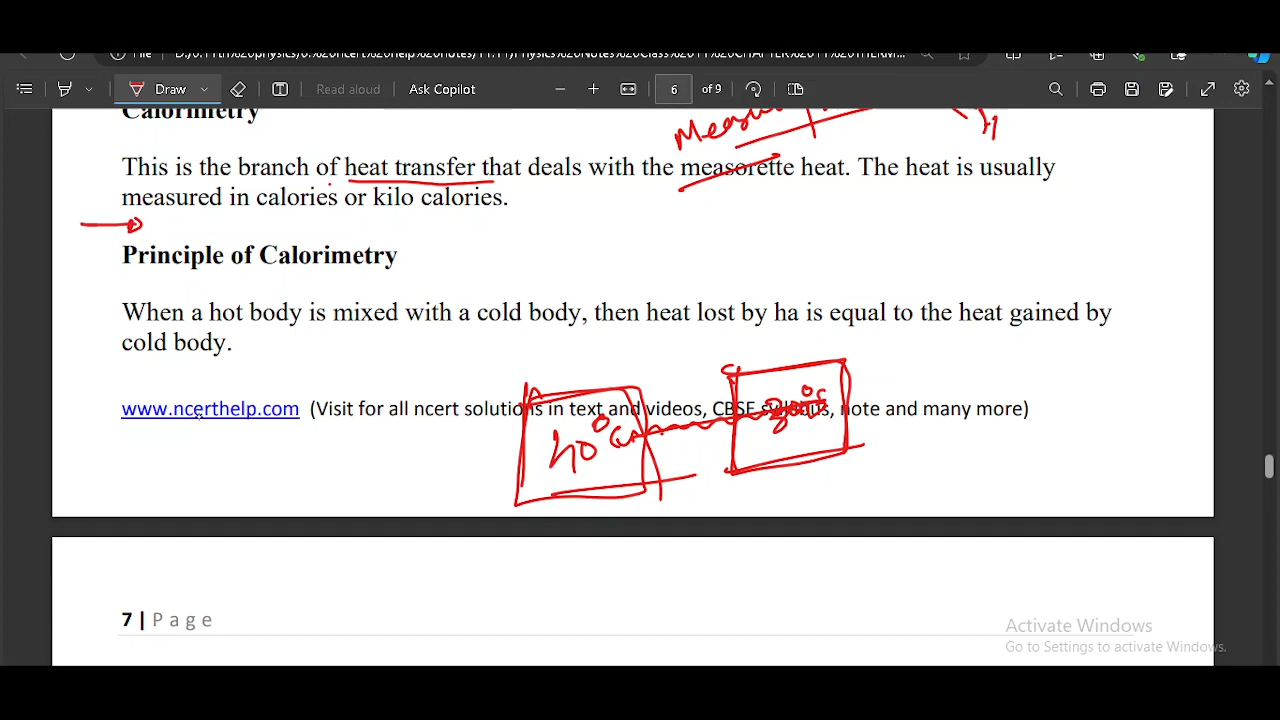 Draw
Read aloud
Ask Copilot
6
of 9
Calorimetry
This is the branch of heat transfer that deals with the measorette heat. The heat is usually
measured in calories or kilo calories.
Principle of Calorimetry
When a hot body is mixed with a cold body, then heat lost by ha is equal to the heat gained by
cold body.
40°C
30°C
www.ncerthelp.com (Visit for all ncert solutions in text and videos, CBSE syllabus, note and many more)
7 | Page
Activate Windows
Go to Settings to activate Windows.